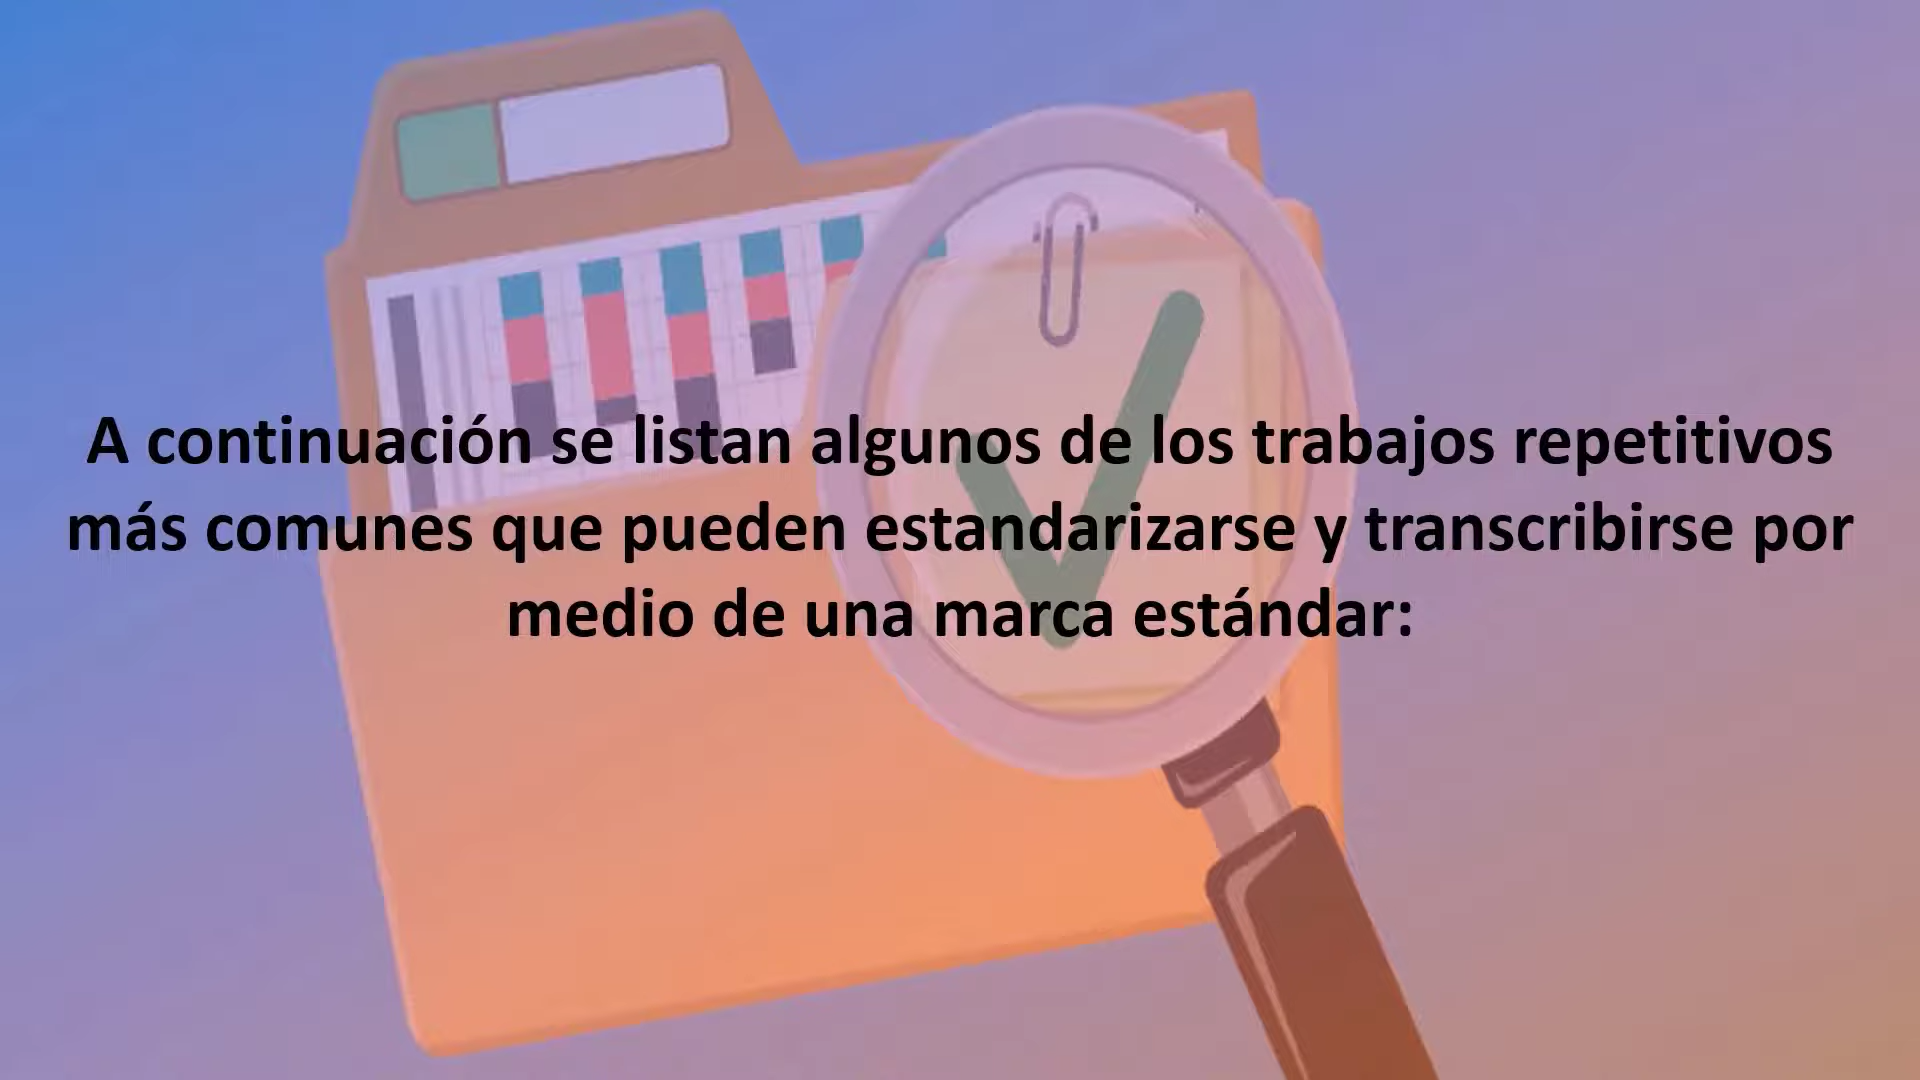 A continuación se listan algunos de los trabajos repetitivos
más comunes que pueden estandarizarse y transcribirse por
medio de una marca estándar: